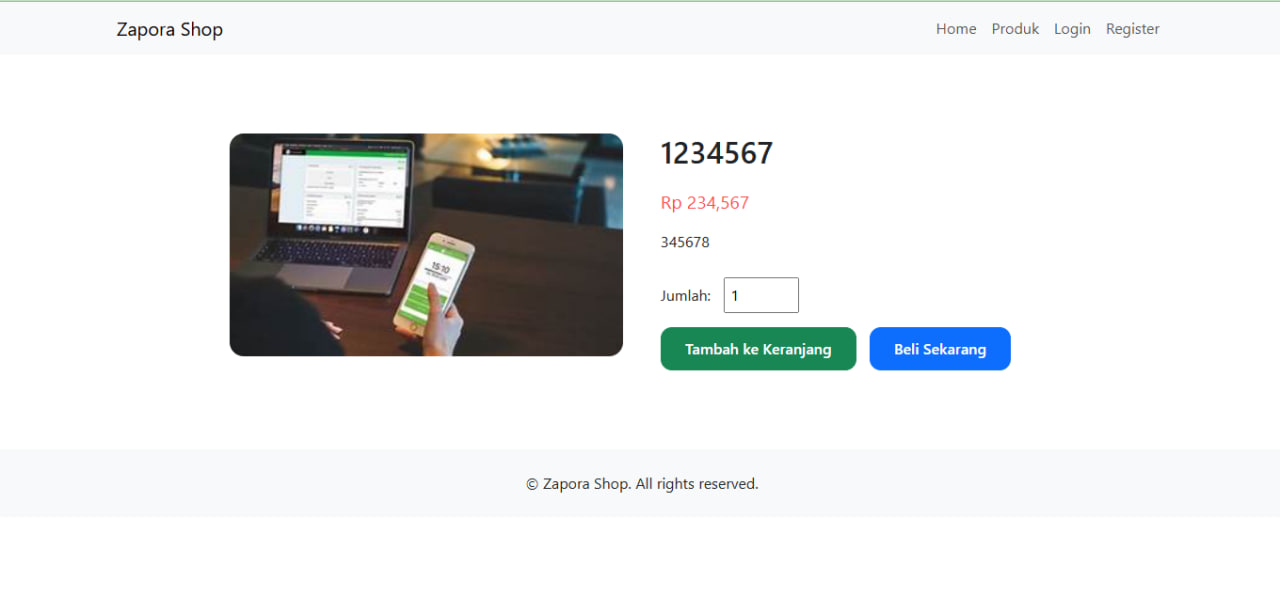 Zapora Shop
Home Produk Login Register
1234567
Rp 234,567
345678
Jumlah: 1
Tambah ke Keranjang Beli Sekarang
15:10
© Zapora Shop. All rights reserved.